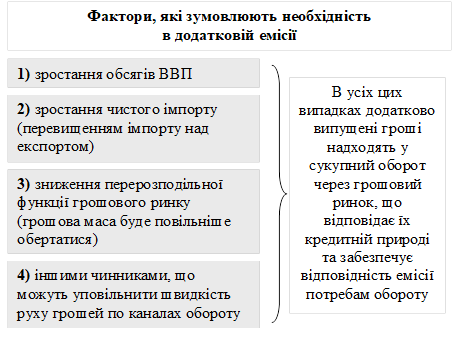 Фактори, які зумовлюють необхідність
в додатковій емісії
1) зростання обсягів ВВП
2) зростання чистого імпорту
(перевищенням імпорту над
експортом)
3) зниження перерозподільної
функції грошового ринку
(грошова маса буде повільніше
обертатися)
4) іншими чинниками, що
можуть уповільнити швидкість
руху грошей по каналах обороту
В усіх цих
випадках додатково
випущені гроші
надходять у
сукупний оборот
через грошовий
ринок, що
відповідає їх
кредитній природі
та забезпечує
відповідність емісії
потребам обороту